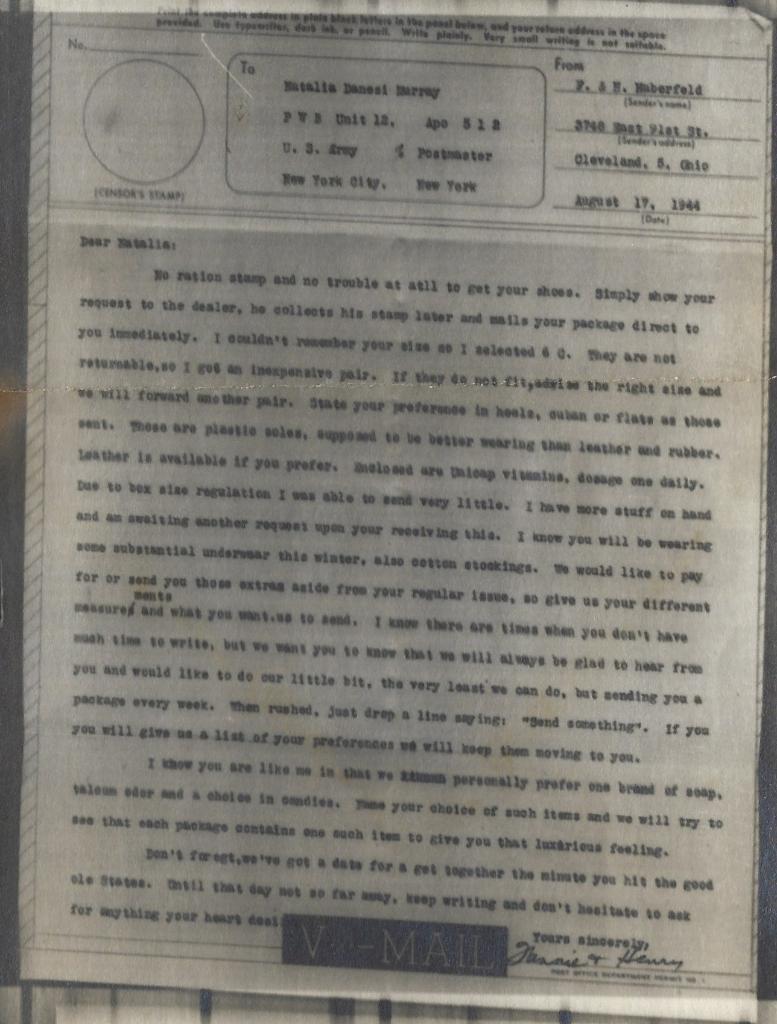 Print the complete address in plain block letters in the panel below, and your return address in the space
provided. Use typewriter, dark ink, or pencil. Write plainly. Very small writing is not suitable.
No.
To
From
Natalia Danesi Murray
P W B Unit 12. Apo 512
U. S. Army % Postmaster
New York City. New York
F. & H. Haberfeld
(Sender's name)
3746 East 91st St.
(Sender's address)
Cleveland, 5, Ohio
August 17, 1944
(Date)
(CENSOR'S STAMP)
Dear Natalia:
No ration stamp and no trouble at atll to get your shoes. Simply show your
request to the dealer, he collects his stamp later and mails your package direct to
you immediately. I couldn't remember your size so I selected 6 C. They are not
returnable,so I got an inexpensive pair. If they do not fit,advise the right size and
we will forward another pair. State your preference in heels, cuban or flats as those
sent. Those are plastic soles, supposed to be better wearing than leather and rubber.
Leather is available if you prefer. Enclosed are Unicap vitamins, dosage one daily.
Due to box size regulation I was able to send very little. I have more stuff on hand
and am awaiting another request upon your receiving this. I know you will be wearing
some substantial underwear this winter, also cotton stockings. We would like to pay
for or send you those extras aside from your regular issue, so give us your different
ments
measures and what you want.us to send. I know there are times when you don't have
much time to write, but we want you to know that we will always be glad to hear from
you and would like to do our little bit, the very least we can do, but sending you a
package every week. When rushed, just drop a line saying: "Send something". If you
you will give us a list of your preferences we will keep them moving to you.
I know you are like me in that we personally prefer one brand of soap,
talcum odor and a choice in candies. Name your choice of such items and we will try to
see that each package contains one such item to give you that luxurious feeling.
Don't foregt,we've got a date for a get together the minute you hit the good
ole States. Until that day not so far away, keep writing and don't hesitate to ask
for anything your heart desi
Yours sincerely,
Fannie & Henry
V-MAIL
POST OFFICE DEPARTMENT PERMIT NO. 1